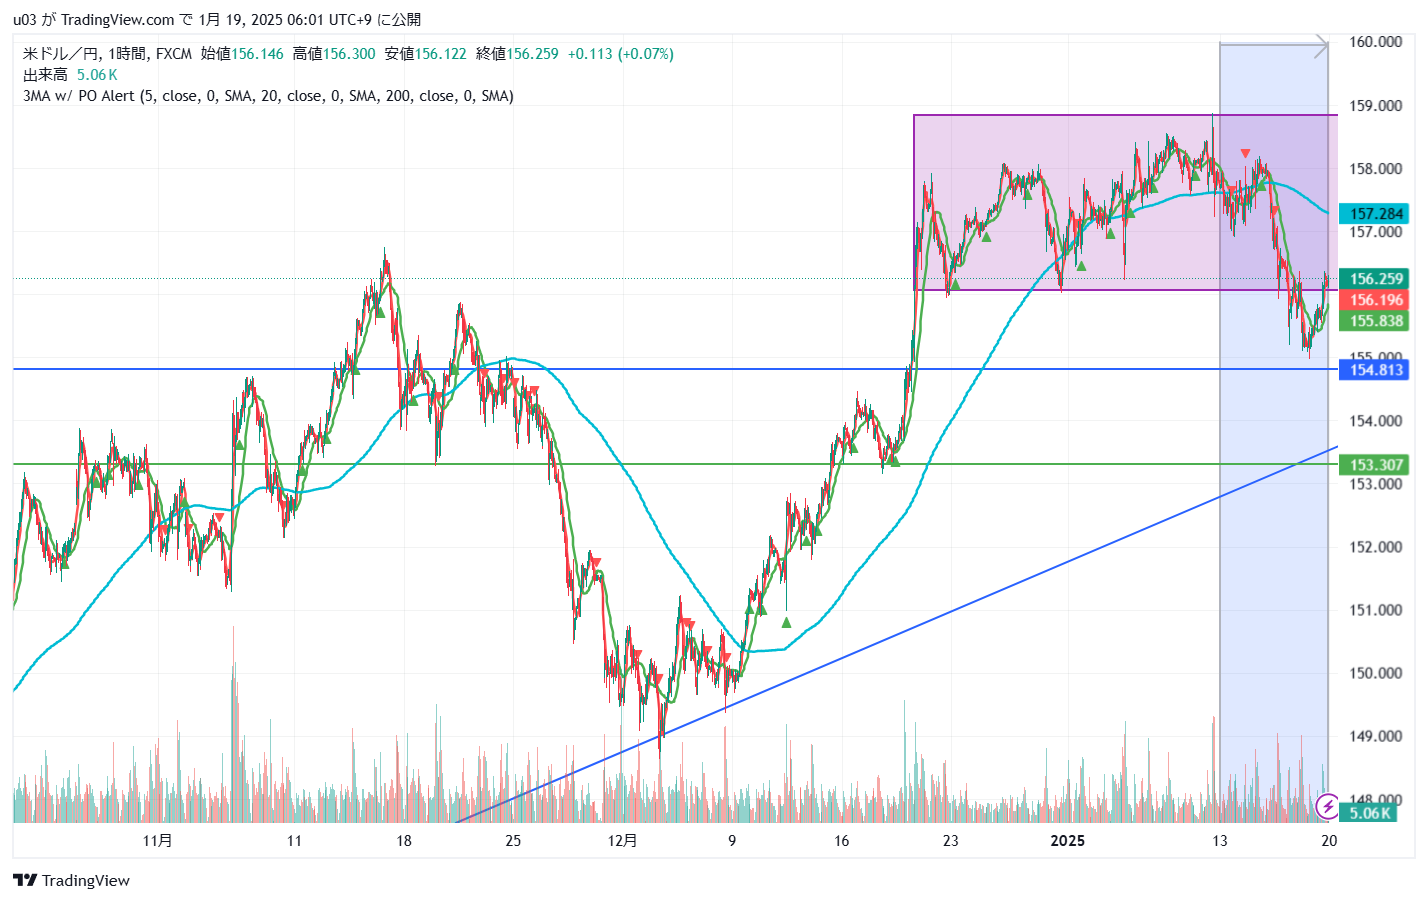 u03 が TradingView.com で 1月 19, 2025 06:01 UTC+9 に公開
米ドル／円, 1時間, FXCM 始値156.146 高値156.300 安値156.122 終値156.259 +0.113 (+0.07%)
出来高 5.06K
3MA w/ PO Alert (5, close, 0, SMA, 20, close, 0, SMA, 200, close, 0, SMA)
160.000
159.000
158.000
157.284
157.000
156.259
156.196
155.838
155.000
154.813
154.000
153.307
153.000
152.000
151.000
150.000
149.000
148.000
5.06K
11月 11 18 25 12月 9 16 23 2025 13 20
TradingView